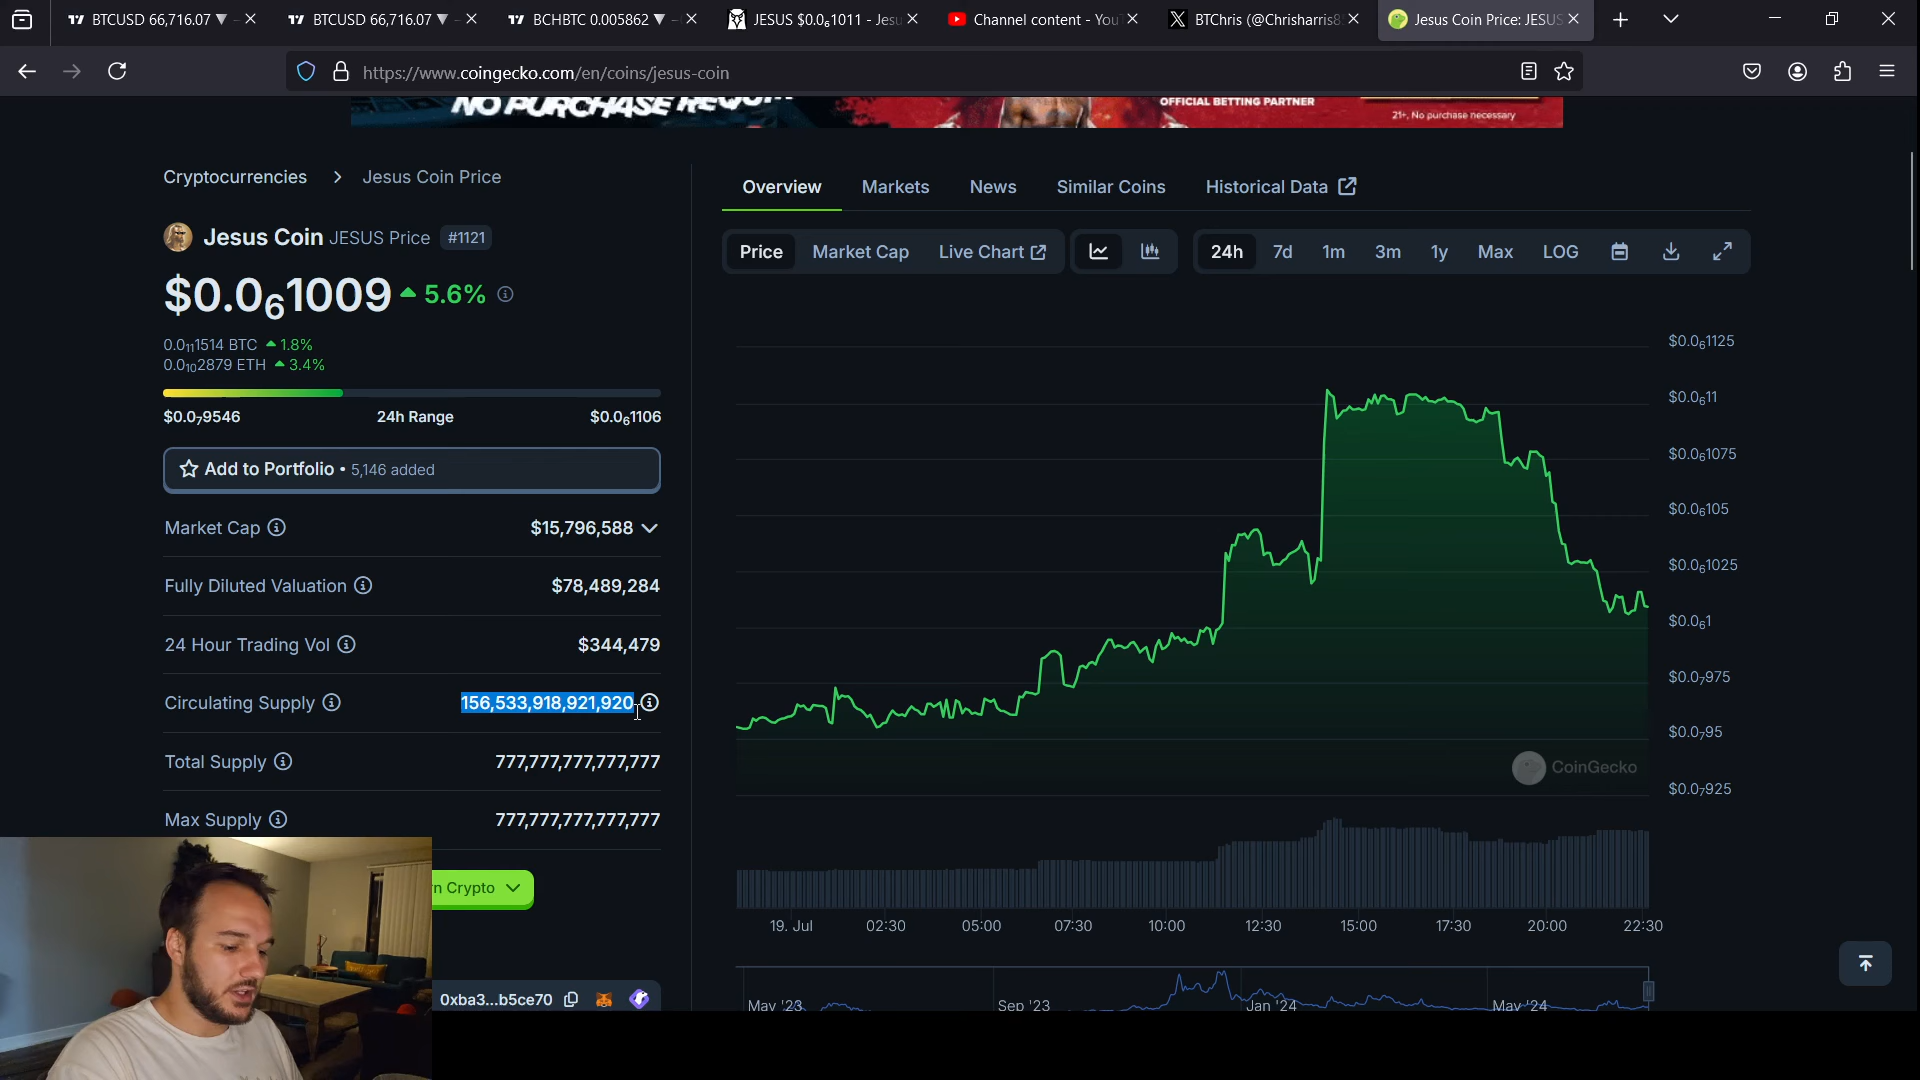 BTCUSD 66,716.07 ▼
BTCUSD 66,716.07 ▼
BCHBTC 0.005862 ▼
JESUS $0.0₆1011 - Jesu
Channel content - You
BTChris (@Chrisharris8
Jesus Coin Price: JESUS
https://www.coingecko.com/en/coins/jesus-coin
OFFICIAL BETTING PARTNER
21+, No purchase necessary
Cryptocurrencies > Jesus Coin Price
Jesus Coin JESUS Price #1121
$0.0₆1009 ▲ 5.6%
0.0₁₁1514 BTC ▲ 1.8%
0.0₁₀2879 ETH ▲ 3.4%
$0.0₇9546 24h Range $0.0₆1106
Add to Portfolio • 5,146 added
Market Cap $15,796,588
Fully Diluted Valuation $78,489,284
24 Hour Trading Vol $344,479
Circulating Supply 156,533,918,921,920
Total Supply 777,777,777,777,777
Max Supply 777,777,777,777,777
n Crypto
0xba3...b5ce70
Overview Markets News Similar Coins Historical Data
Price Market Cap Live Chart 24h 7d 1m 3m 1y Max LOG
$0.0₆1125
$0.0₆11
$0.0₆1075
$0.0₆105
$0.0₆1025
$0.0₆1
$0.0₇975
$0.0₇95
$0.0₇925
CoinGecko
19. Jul 02:30 05:00 07:30 10:00 12:30 15:00 17:30 20:00 22:30
May '23 Sep '23 Jan '24 May '24